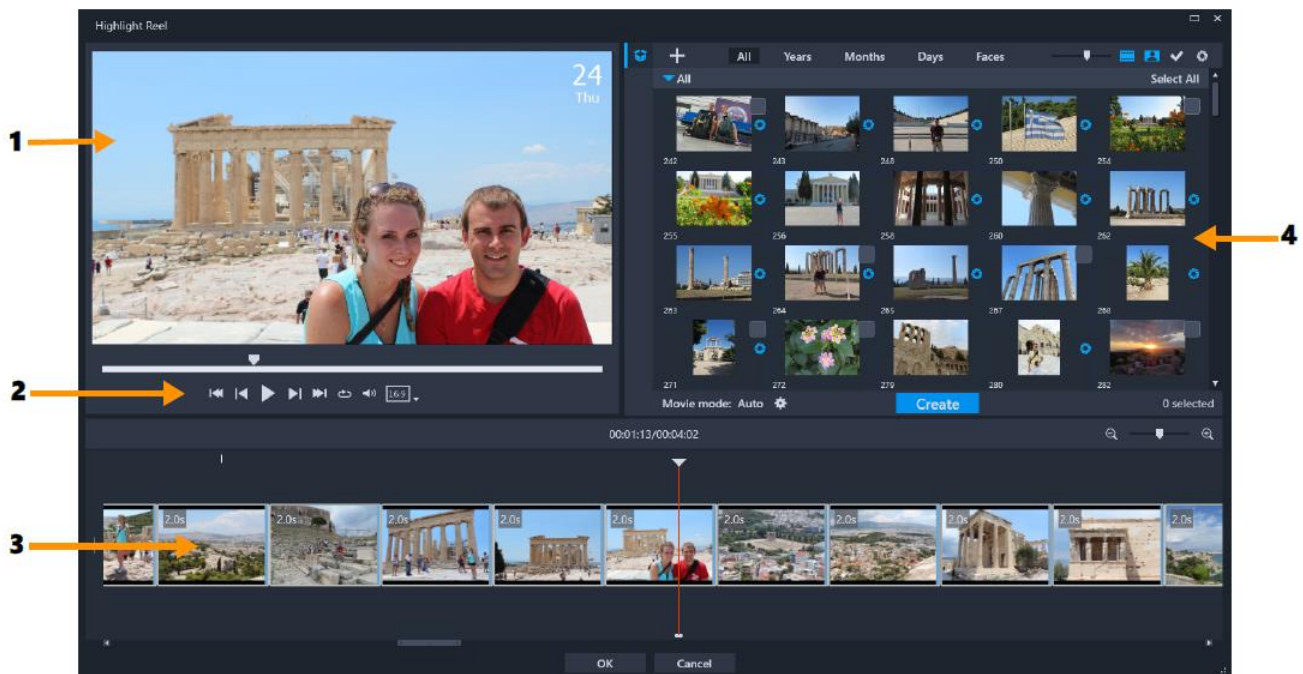 Highlight Reel
24
Thu
All Years Months Days Faces
All Select All
242 243 248 250 254
255 256 258 260 262
263 264 265 267 268
271 272 279 280 282
16:9
Movie mode: Auto Create 0 selected
00:01:13/00:04:02
2.0s 2.0s 2.0s 2.0s 2.0s 2.0s 2.0s 2.0s 2.0s 2.0s
OK Cancel
1
2
3
4